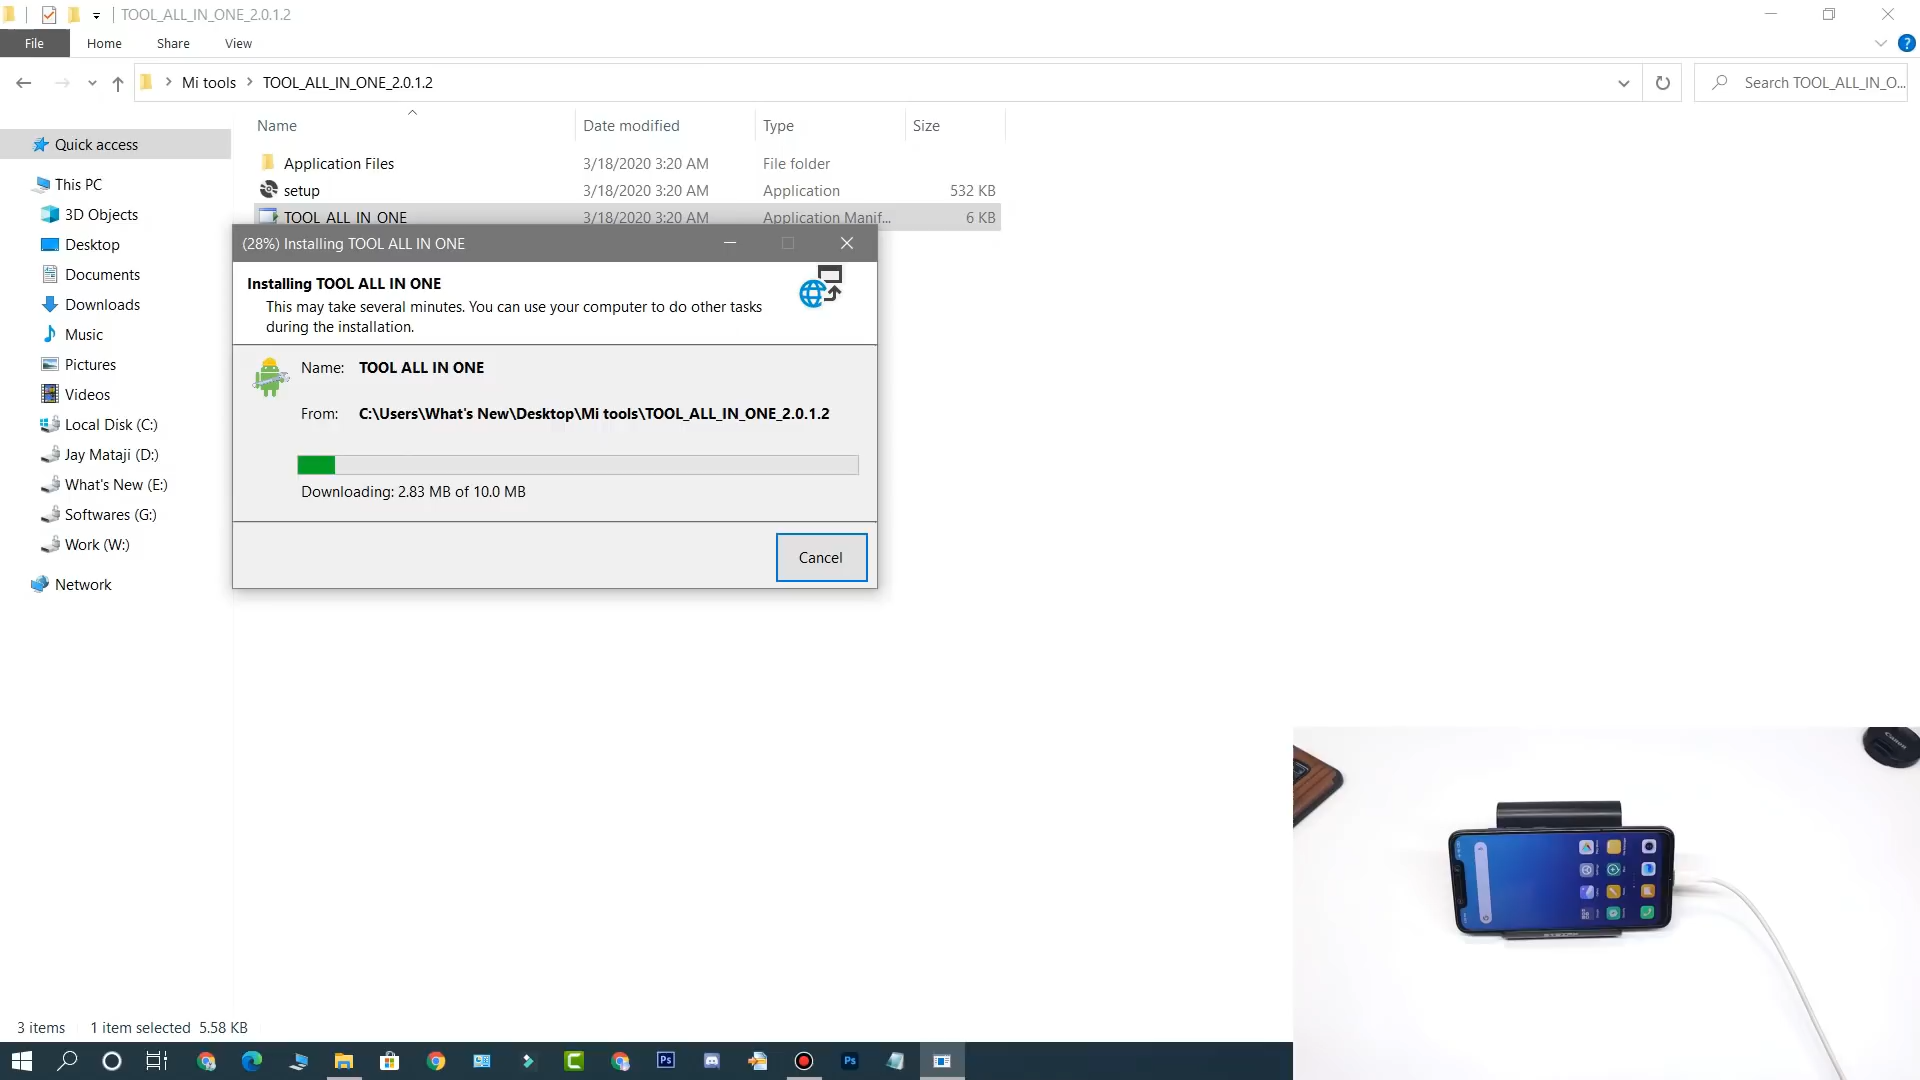 TOOL_ALL_IN_ONE_2.0.1.2
File Home Share View
Mi tools TOOL_ALL_IN_ONE_2.0.1.2
Search TOOL_ALL_IN_O...
Name Date modified Type Size
Application Files 3/18/2020 3:20 AM File folder
setup 3/18/2020 3:20 AM Application 532 KB
TOOL_ALL_IN_ONE 3/18/2020 3:20 AM Application Manif... 6 KB
Quick access
This PC
3D Objects
Desktop
Documents
Downloads
Music
Pictures
Videos
Local Disk (C:)
Jay Mataji (D:)
What's New (E:)
Softwares (G:)
Work (W:)
Network
(28%) Installing TOOL ALL IN ONE
Installing TOOL ALL IN ONE
This may take several minutes. You can use your computer to do other tasks
during the installation.
Name: TOOL ALL IN ONE
From: C:\Users\What's New\Desktop\Mi tools\TOOL_ALL_IN_ONE_2.0.1.2
Downloading: 2.83 MB of 10.0 MB
Cancel
3 items 1 item selected 5.58 KB
Ps
Ps